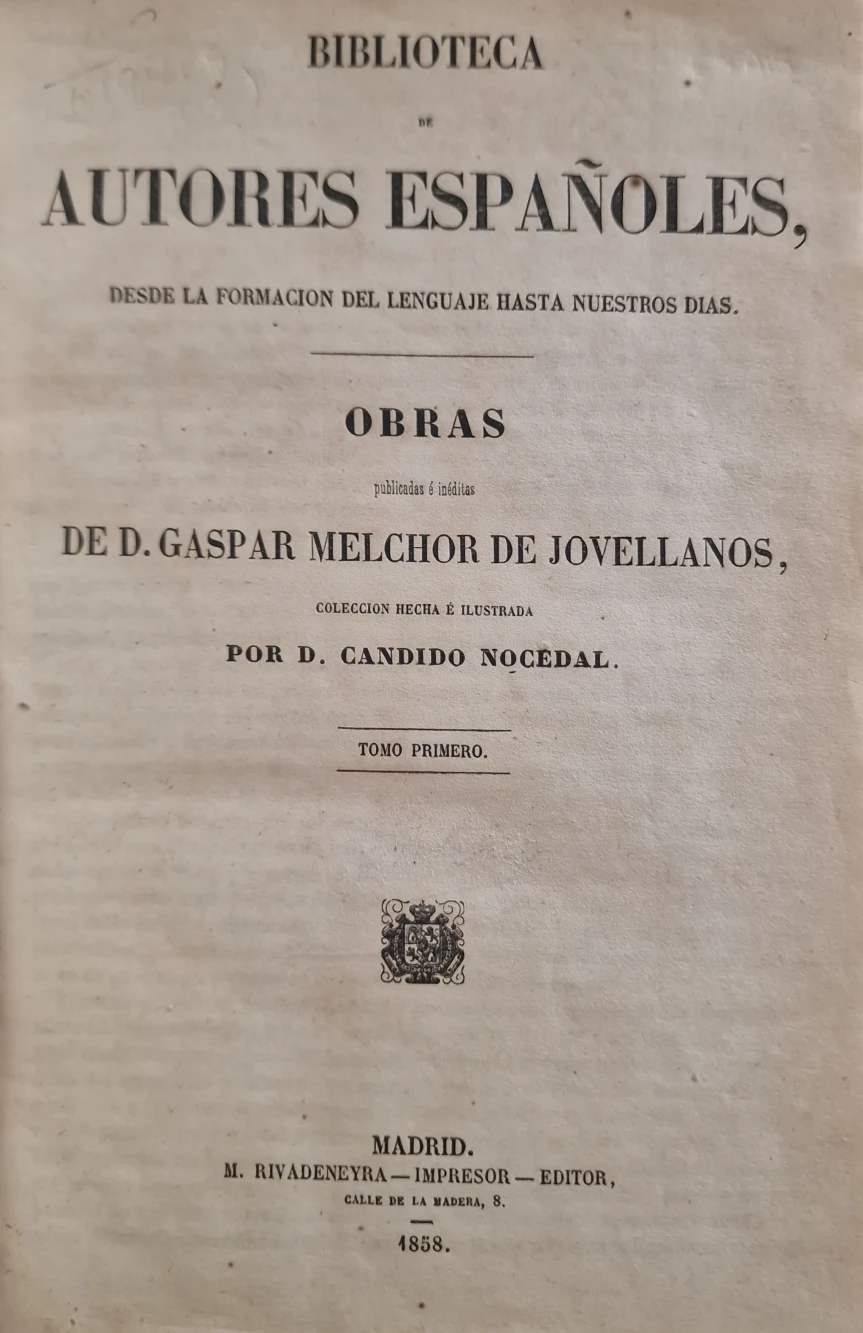 BIBLIOTECA
DE
AUTORES ESPAÑOLES,
DESDE LA FORMACION DEL LENGUAJE HASTA NUESTROS DIAS.
OBRAS
publicadas é inéditas
DE D. GASPAR MELCHOR DE JOVELLANOS,
COLECCION HECHA É ILUSTRADA
POR D. CANDIDO NOCEDAL.
TOMO PRIMERO.
MADRID.
M. RIVADENEYRA — IMPRESOR — EDITOR,
CALLE DE LA MADERA, 8.
1858.